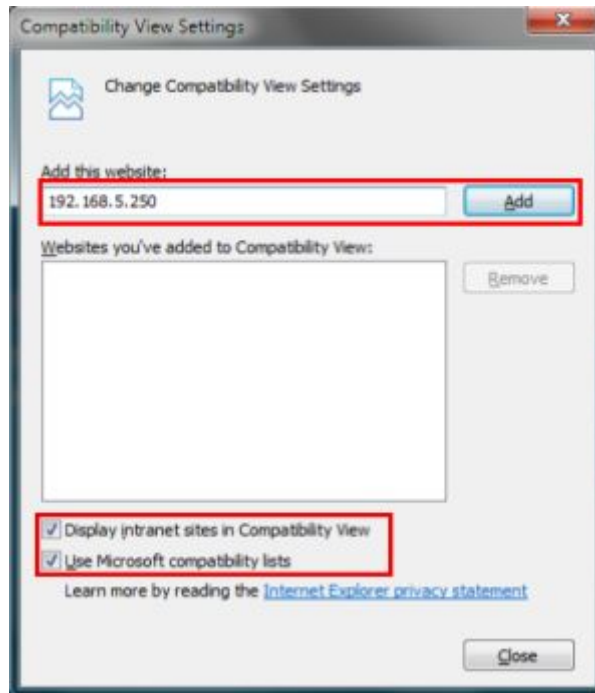 Compatibility View Settings
Change Compatibility View Settings
Add this website:
192.168.5.250
Add
Websites you've added to Compatibility View:
Remove
Display intranet sites in Compatibility View
Use Microsoft compatibility lists
Learn more by reading the Internet Explorer privacy statement
Close